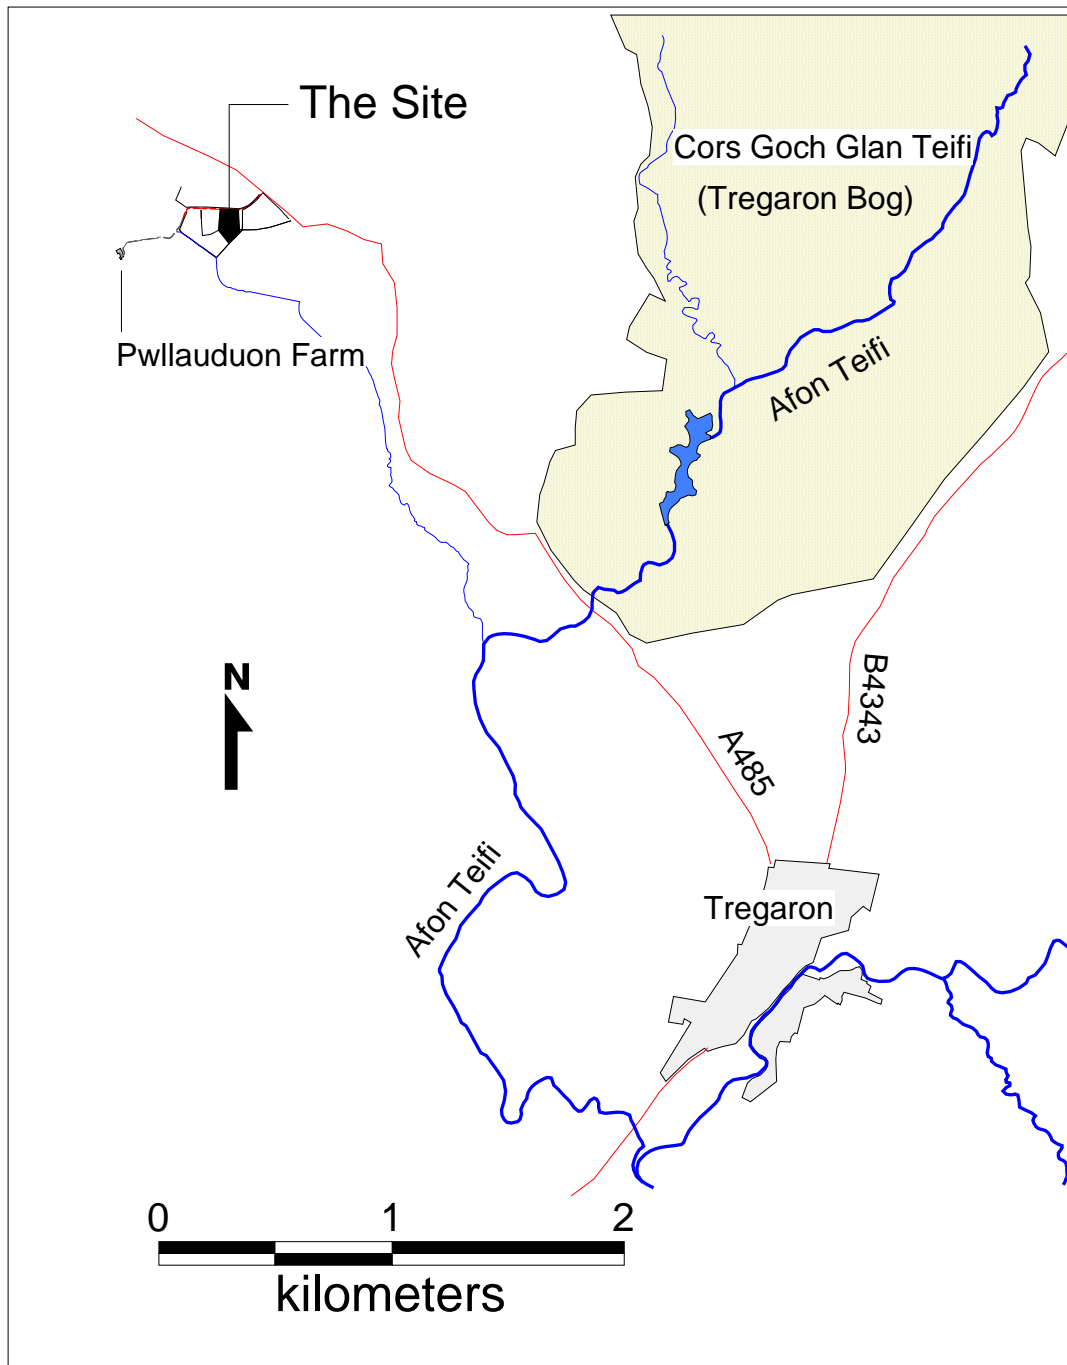 The Site
Cors Goch Glan Teifi
(Tregaron Bog)
Pwllauduon Farm
Afon Teifi
B4343
N
A485
Afon Teifi
Tregaron
0 1 2
kilometers